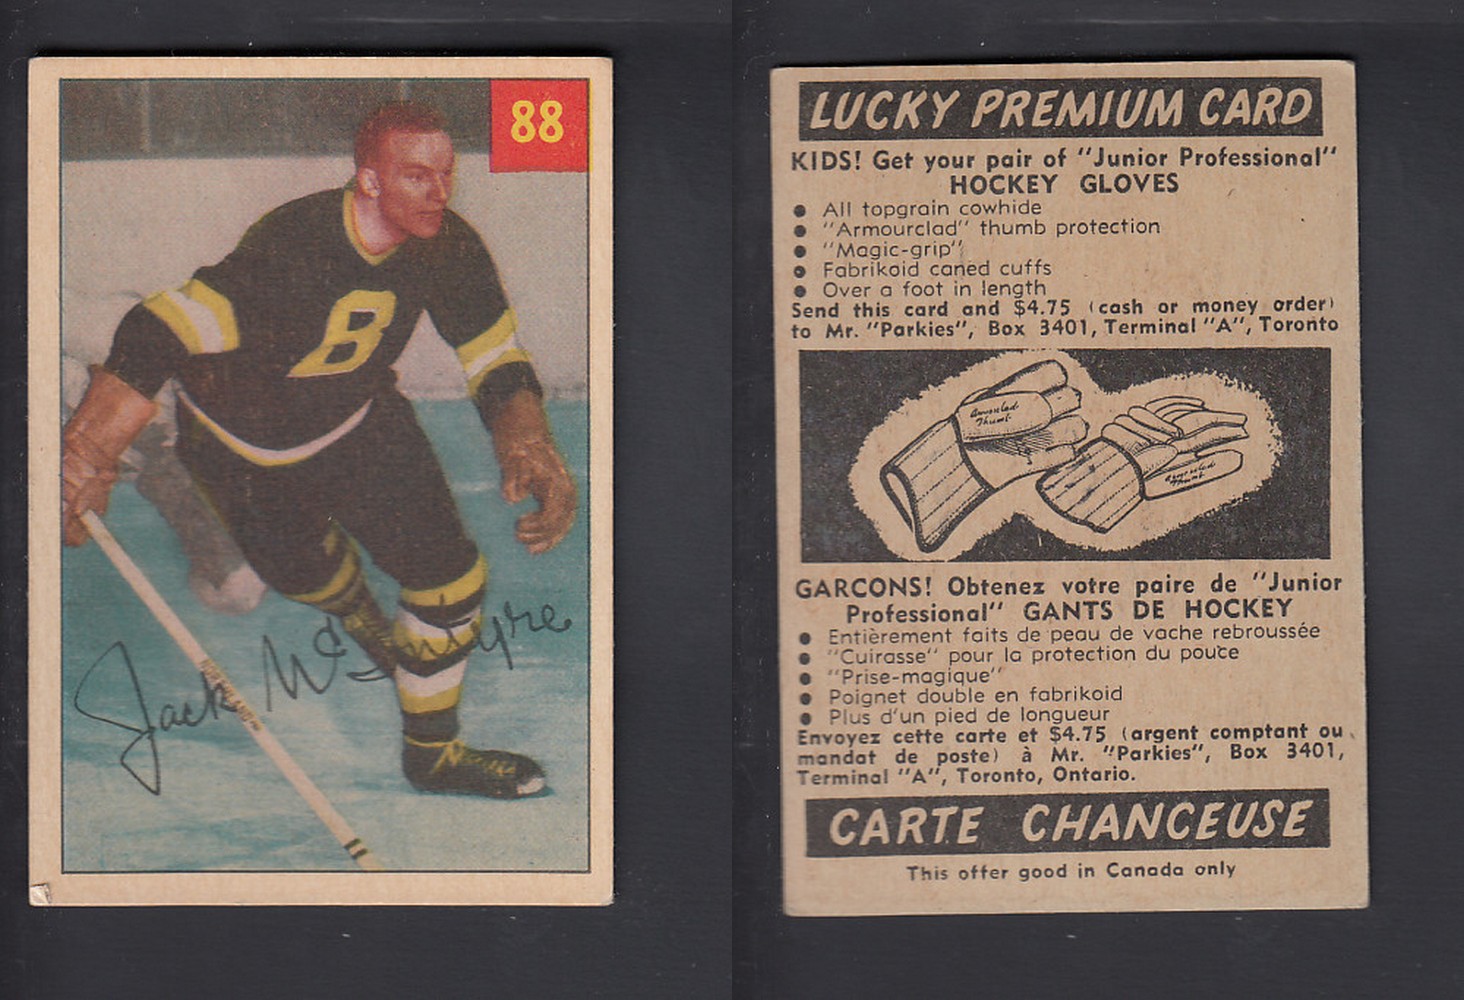 88
Jack McIntyre
LUCKY PREMIUM CARD
KIDS! Get your pair of "Junior Professional"
HOCKEY GLOVES
● All topgrain cowhide
● "Armourclad" thumb protection
● "Magic-grip"
● Fabrikoid caned cuffs
● Over a foot in length
Send this card and $4.75 (cash or money order)
to Mr. "Parkies", Box 3401, Terminal "A", Toronto
Armorclad
Thumb
Armorclad
Thumb
GARCONS! Obtenez votre paire de "Junior
Professional" GANTS DE HOCKEY
● Entièrement faits de peau de vache rebroussée
● "Cuirasse" pour la protection du pouce
● "Prise-magique"
● Poignet double en fabrikoid
● Plus d'un pied de longueur
Envoyez cette carte et $4.75 (argent comptant ou
mandat de poste) à Mr. "Parkies", Box 3401,
Terminal "A", Toronto, Ontario.
CARTE CHANCEUSE
This offer good in Canada only